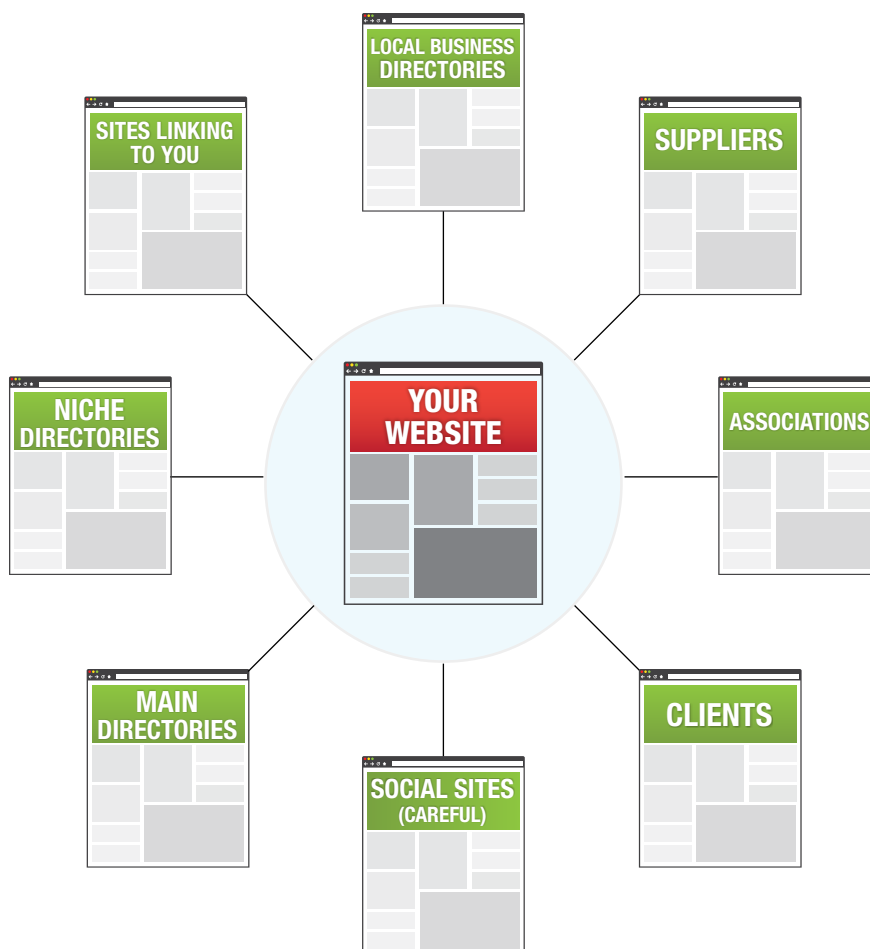 LOCAL BUSINESS
DIRECTORIES
SITES LINKING
TO YOU
SUPPLIERS
NICHE
DIRECTORIES
YOUR
WEBSITE
ASSOCIATIONS
MAIN
DIRECTORIES
CLIENTS
SOCIAL SITES
(CAREFUL)